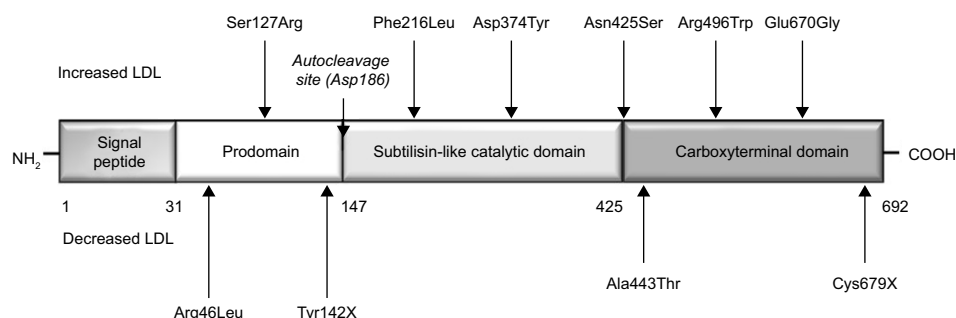 Ser127Arg
Phe216Leu
Asp374Tyr
Asn425Ser
Arg496Trp
Glu670Gly
Increased LDL
Autocleavage
site (Asp186)
NH2
Signal
peptide
Prodomain
Subtilisin-like catalytic domain
Carboxyterminal domain
COOH
1
31
147
425
692
Decreased LDL
Arg46Leu
Tyr142X
Ala443Thr
Cys679X